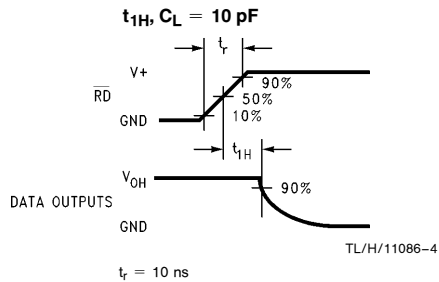 t1H, CL = 10 pF
tr
V+
90%
RD
50%
10%
GND
t1H
VOH
90%
DATA OUTPUTS
GND
TL/H/11086–4
tr = 10 ns